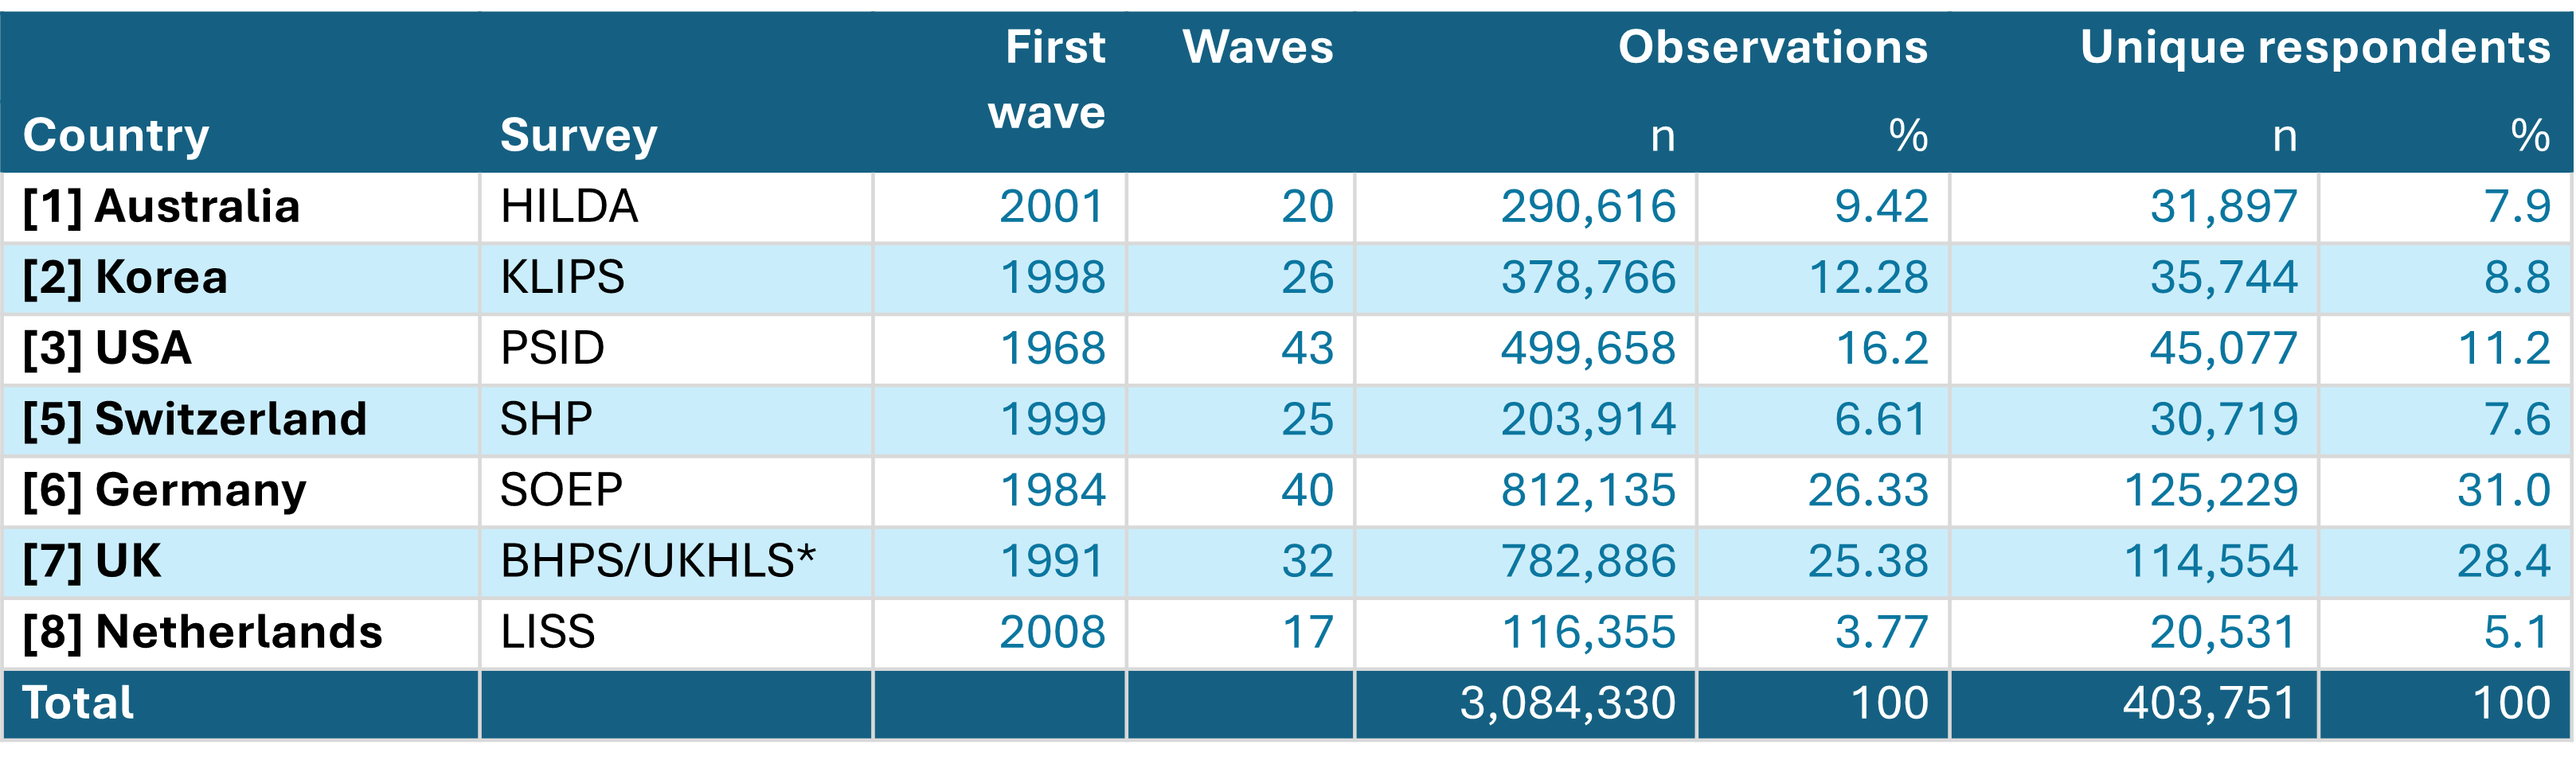 First Waves Observations Unique respondents
Country Survey wave n % n %
[1] Australia HILDA 2001 20 290,616 9.42 31,897 7.9
[2] Korea KLIPS 1998 26 378,766 12.28 35,744 8.8
[3] USA PSID 1968 43 499,658 16.2 45,077 11.2
[5] Switzerland SHP 1999 25 203,914 6.61 30,719 7.6
[6] Germany SOEP 1984 40 812,135 26.33 125,229 31.0
[7] UK BHPS/UKHLS* 1991 32 782,886 25.38 114,554 28.4
[8] Netherlands LISS 2008 17 116,355 3.77 20,531 5.1
Total 3,084,330 100 403,751 100